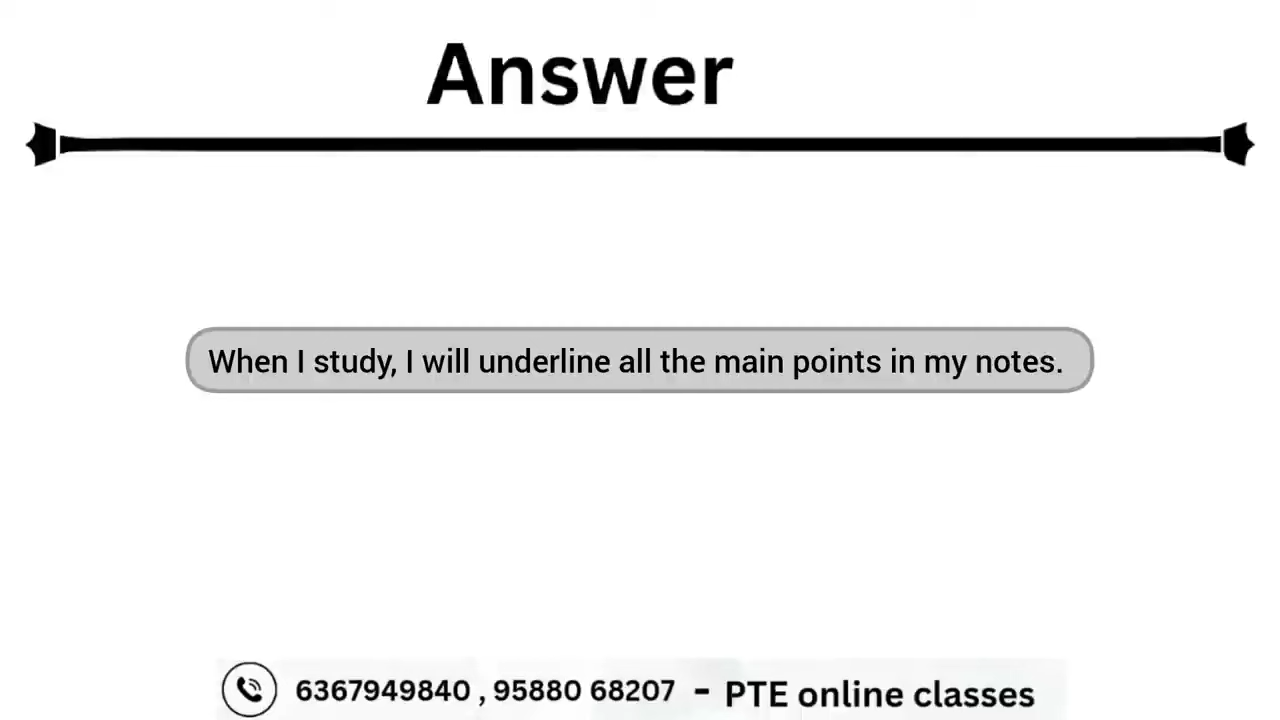 Answer
When I study, I will underline all the main points in my notes.
6367949840 , 95880 68207 - PTE online classes